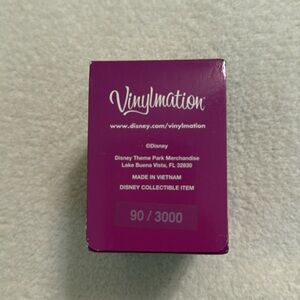 Vinylmation
www.disney.com/vinylmation
©Disney
Disney Theme Park Merchandise
Lake Buena Vista, FL 32830
MADE IN VIETNAM
DISNEY COLLECTIBLE ITEM
90 / 3000